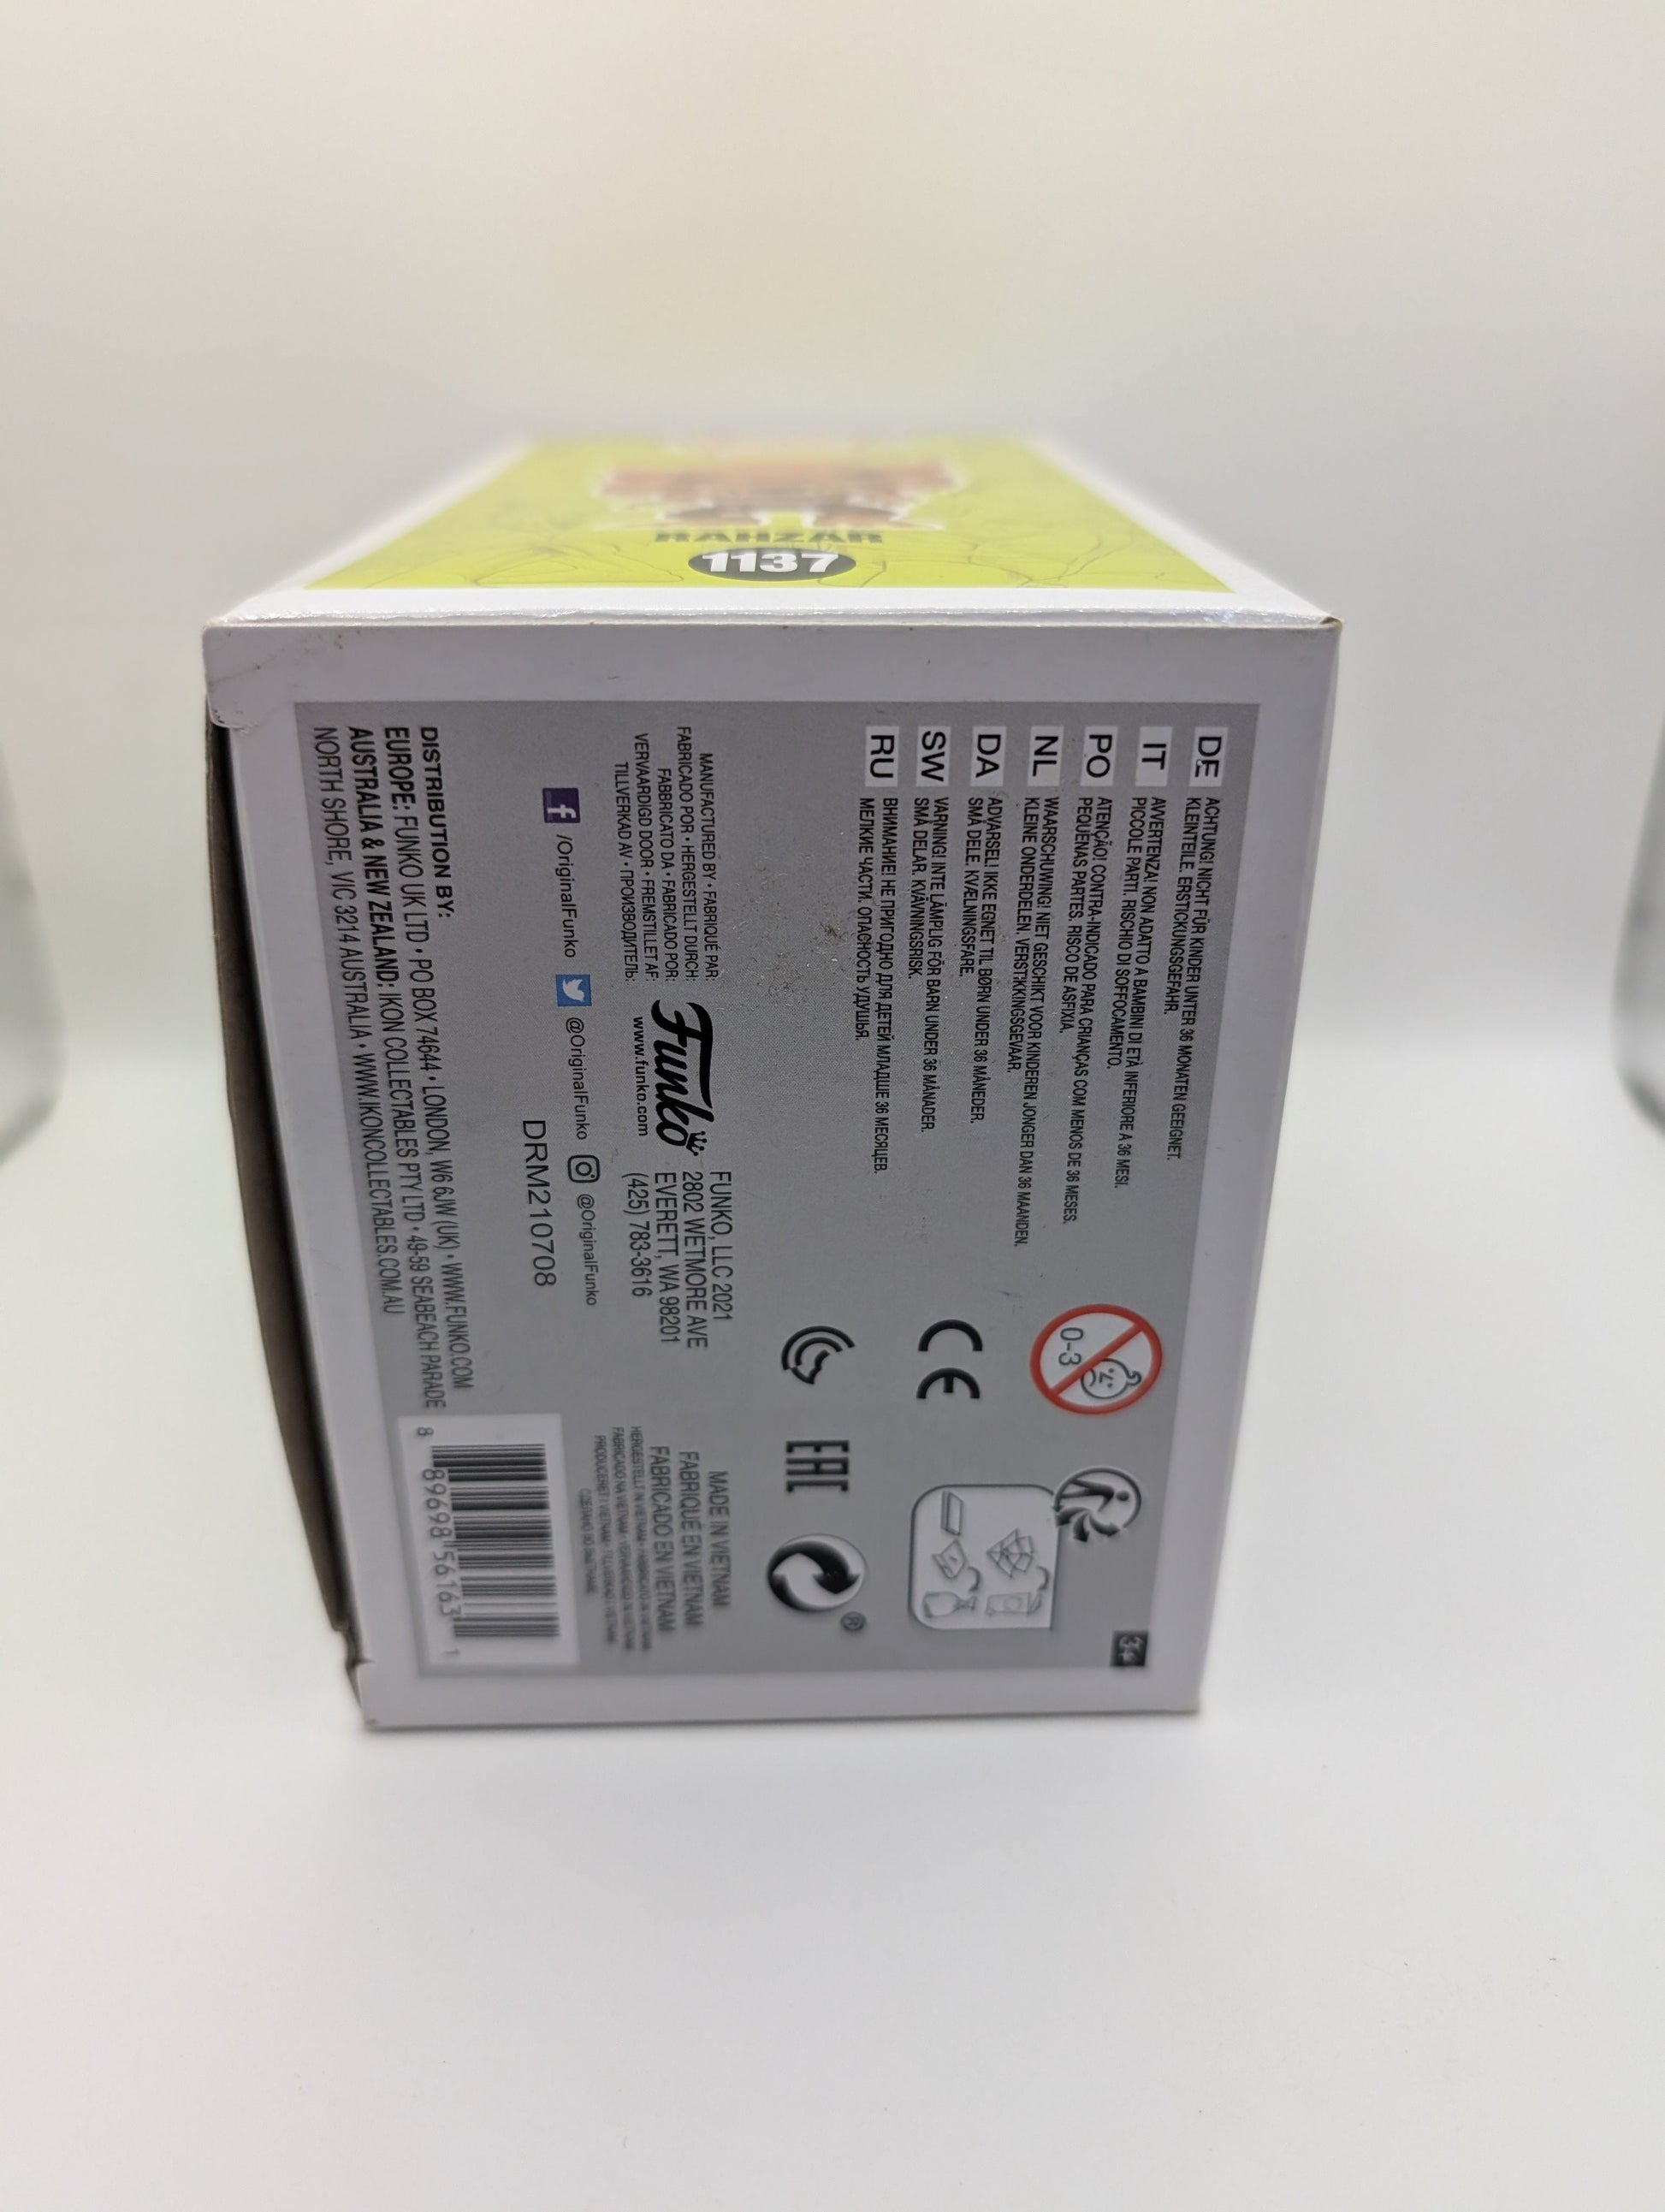 RAHZAR
1137
DE ACHTUNG! NICHT FÜR KINDER UNTER 36 MONATEN GEEIGNET.
KLEINTEILE. ERSTICKUNGSGEFAHR.
IT AVVERTENZA! NON ADATTO A BAMBINI DI ETÀ INFERIORE A 36 MESI.
PICCOLE PARTI. RISCHIO DI SOFFOCAMENTO.
PO ATENÇÃO! CONTRA-INDICADO PARA CRIANÇAS COM MENOS DE 36 MESES.
PEQUENAS PARTES. RISCO DE ASFIXIA.
NL WAARSCHUWING! NIET GESCHIKT VOOR KINDEREN JONGER DAN 36 MAANDEN.
KLEINE ONDERDELEN. VERSTIKKINGSGEVAAR.
DA ADVARSEL! IKKE EGNET TIL BØRN UNDER 36 MÅNEDER.
SMÅ DELE. KVÆLNINGSFARE.
SW VARNING! INTE LÄMPLIG FÖR BARN UNDER 36 MÅNADER.
SMÅ DELAR. KVÄVNINGSRISK.
RU ВНИМАНИЕ! НЕ ПРИГОДНО ДЛЯ ДЕТЕЙ МЛАДШЕ 36 МЕСЯЦЕВ.
МЕЛКИЕ ЧАСТИ. ОПАСНОСТЬ УДУШЬЯ.
0-3
3+
CE
EAC
®
MANUFACTURED BY • FABRIQUÉ PAR:
FABRICADO POR • HERGESTELLT DURCH:
FABBRICATO DA • FABRICADO POR:
VERVAARDIGD DOOR • FREMSTILLET AF:
TILLVERKAD AV • ПРОИЗВОДИТЕЛЬ:
Funko
www.funko.com
FUNKO, LLC 2021
2802 WETMORE AVE
EVERETT, WA 98201
(425) 783-3616
MADE IN VIETNAM
FABRIQUÉ EN VIETNAM
FABRICADO EN VIETNAM
f /OriginalFunko @OriginalFunko @OriginalFunko
DRM210708
DISTRIBUTION BY:
EUROPE: FUNKO UK LTD • PO BOX 74644 • LONDON, W6 6JW (UK) • WWW.FUNKO.COM
AUSTRALIA & NEW ZEALAND: IKON COLLECTABLES PTY LTD • 49-59 SEABEACH PARADE
NORTH SHORE, VIC 3214 AUSTRALIA • WWW.IKONCOLLECTABLES.COM.AU
8 89698 56163 1